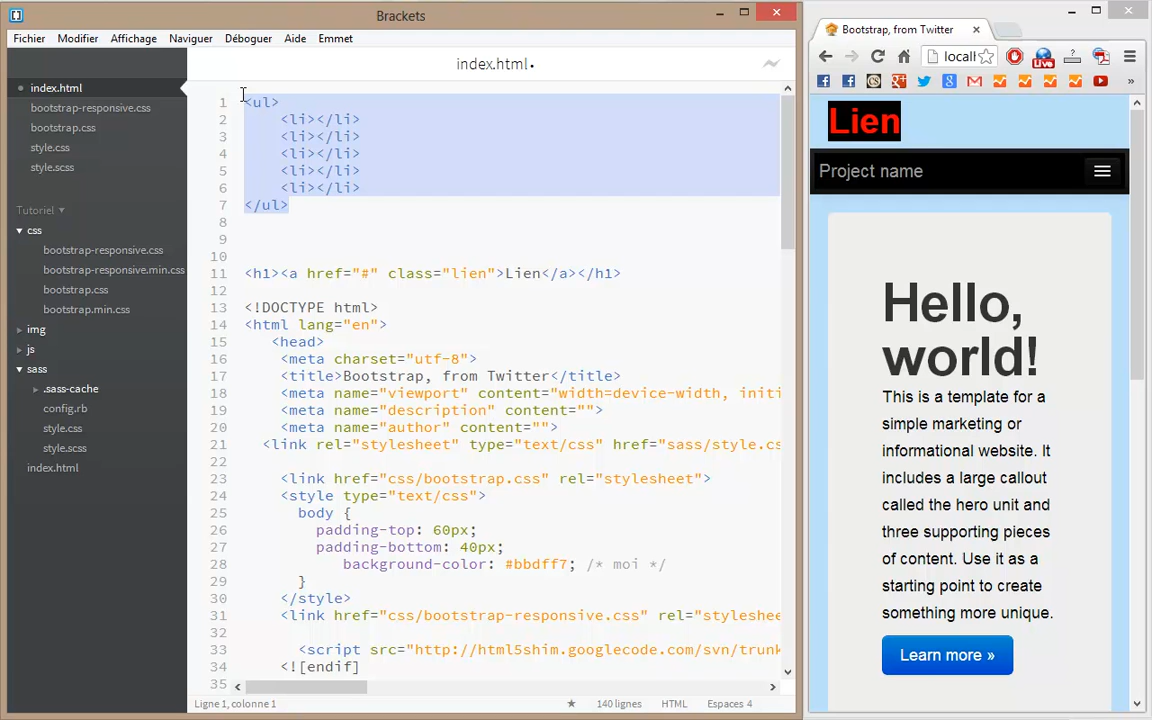 Brackets
Fichier Modifier Affichage Naviguer Déboguer Aide Emmet
index.html
bootstrap-responsive.css
bootstrap.css
style.css
style.scss
Tutoriel
css
bootstrap-responsive.css
bootstrap-responsive.min.css
bootstrap.css
bootstrap.min.css
img
js
sass
.sass-cache
config.rb
style.css
style.scss
index.html
index.html•
1 <ul>
2 <li></li>
3 <li></li>
4 <li></li>
5 <li></li>
6 <li></li>
7 </ul>
8
9
10
11 <h1><a href="#" class="lien">Lien</a></h1>
12
13 <!DOCTYPE html>
14 <html lang="en">
15 <head>
16 <meta charset="utf-8">
17 <title>Bootstrap, from Twitter</title>
18 <meta name="viewport" content="width=device-width, initi
19 <meta name="description" content="">
20 <meta name="author" content="">
21 <link rel="stylesheet" type="text/css" href="sass/style.cs
22
23 <link href="css/bootstrap.css" rel="stylesheet">
24 <style type="text/css">
25 body {
26 padding-top: 60px;
27 padding-bottom: 40px;
28 background-color: #bbdff7; /* moi */
29 }
30 </style>
31 <link href="css/bootstrap-responsive.css" rel="styleshee
32
33 <script src="http://html5shim.googlecode.com/svn/trunk
34 <![endif]
35
Ligne 1, colonne 1 140 lignes HTML Espaces 4
Bootstrap, from Twitter
locall
Live
»
Lien
Project name
Hello,
world!
This is a template for a
simple marketing or
informational website. It
includes a large callout
called the hero unit and
three supporting pieces
of content. Use it as a
starting point to create
something more unique.
Learn more »